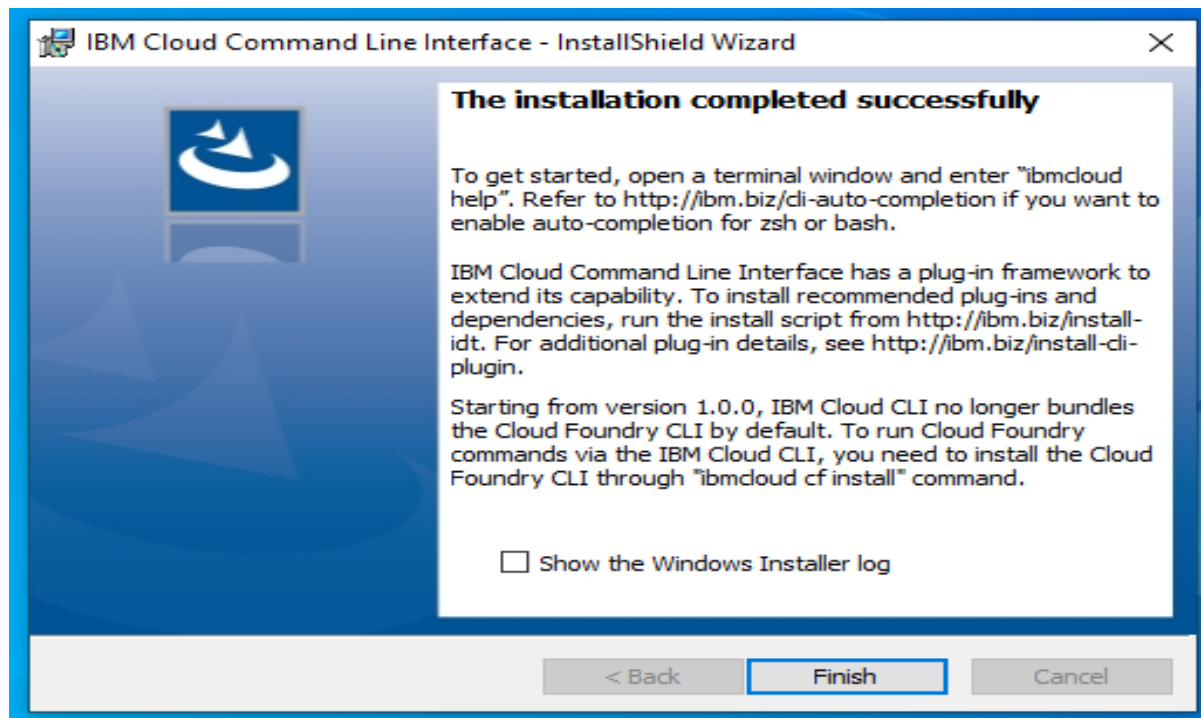 IBM Cloud Command Line Interface - InstallShield Wizard
The installation completed successfully
To get started, open a terminal window and enter “ibmcloud
help”. Refer to http://ibm.biz/cli-auto-completion if you want to
enable auto-completion for zsh or bash.
IBM Cloud Command Line Interface has a plug-in framework to
extend its capability. To install recommended plug-ins and
dependencies, run the install script from http://ibm.biz/install-
idt. For additional plug-in details, see http://ibm.biz/install-cli-
plugin.
Starting from version 1.0.0, IBM Cloud CLI no longer bundles
the Cloud Foundry CLI by default. To run Cloud Foundry
commands via the IBM Cloud CLI, you need to install the Cloud
Foundry CLI through "ibmcloud cf install" command.
Show the Windows Installer log
< Back
Finish
Cancel